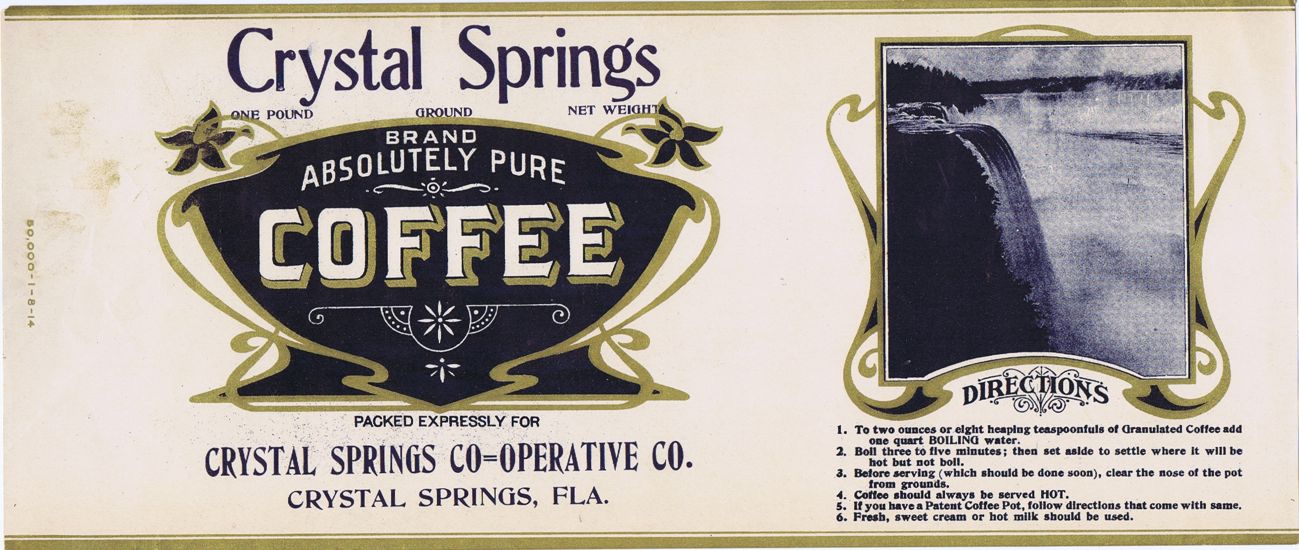 Crystal Springs
ONE POUND GROUND NET WEIGHT
BRAND
ABSOLUTELY PURE
COFFEE
PACKED EXPRESSLY FOR
CRYSTAL SPRINGS CO=OPERATIVE CO.
CRYSTAL SPRINGS, FLA.
50,000-1-8-14
DIRECTIONS
1. To two ounces or eight heaping teaspoonfuls of Granulated Coffee add
one quart BOILING water.
2. Boil three to five minutes; then set aside to settle where it will be
hot but not boil.
3. Before serving (which should be done soon), clear the nose of the pot
from grounds.
4. Coffee should always be served HOT.
5. If you have a Patent Coffee Pot, follow directions that come with same.
6. Fresh, sweet cream or hot milk should be used.